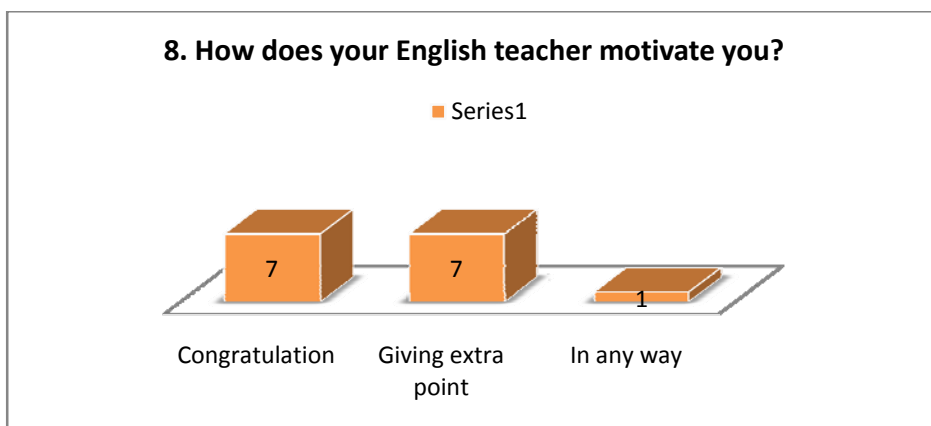 8. How does your English teacher motivate you?
Series1
7
7
1
Congratulation
Giving extra
point
In any way